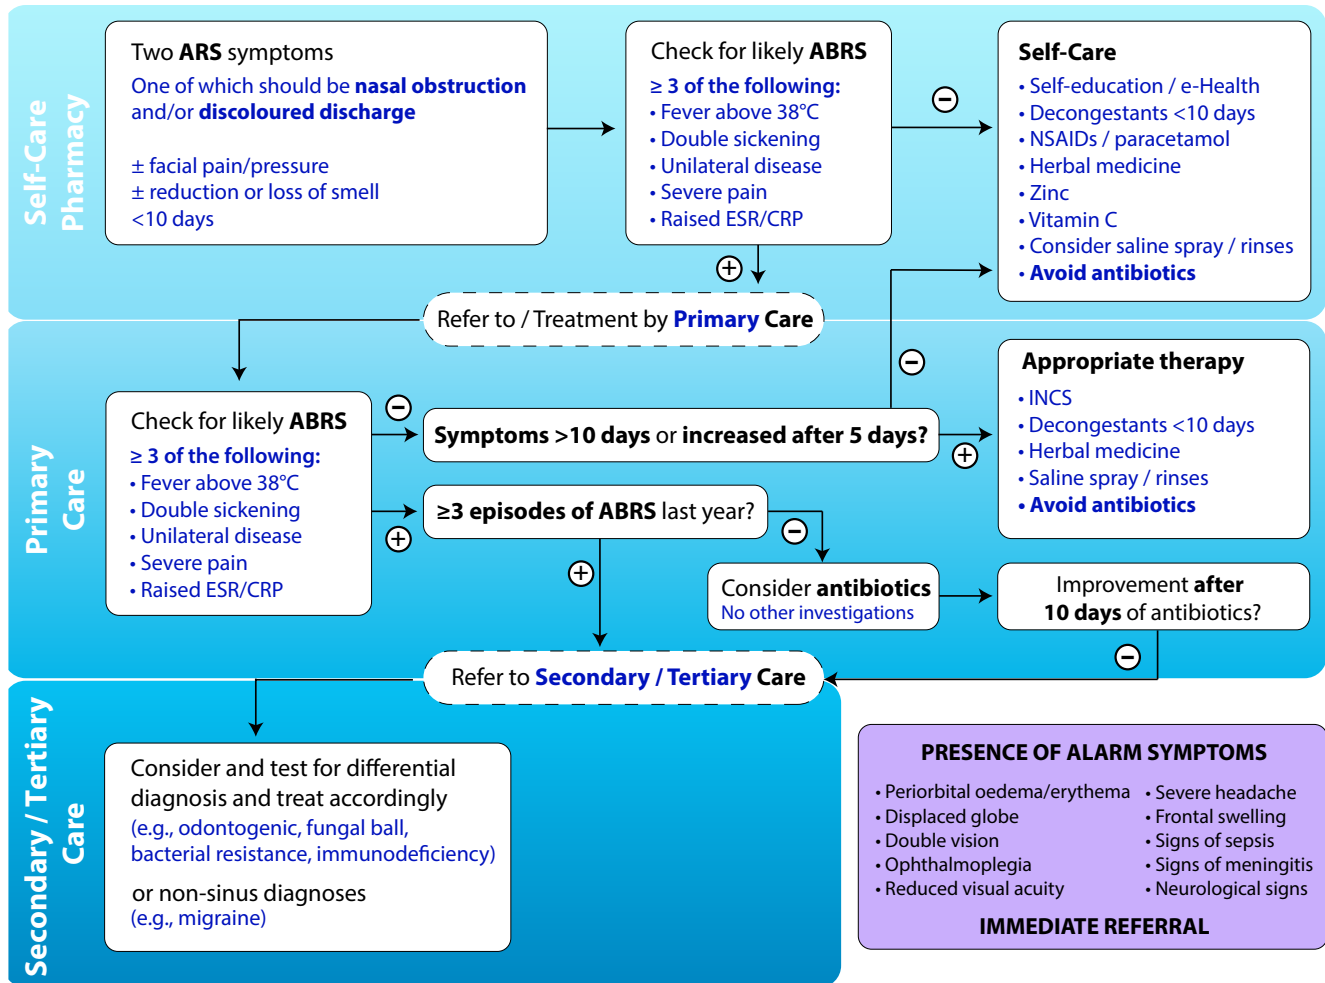 Self-Care
Pharmacy
Two ARS symptoms
One of which should be nasal obstruction
and/or discoloured discharge
± facial pain/pressure
± reduction or loss of smell
<10 days
Check for likely ABRS
≥ 3 of the following:
• Fever above 38°C
• Double sickening
• Unilateral disease
• Severe pain
• Raised ESR/CRP
−
+
Self-Care
• Self-education / e-Health
• Decongestants <10 days
• NSAIDs / paracetamol
• Herbal medicine
• Zinc
• Vitamin C
• Consider saline spray / rinses
• Avoid antibiotics
Refer to / Treatment by Primary Care
Primary
Care
Check for likely ABRS
≥ 3 of the following:
• Fever above 38°C
• Double sickening
• Unilateral disease
• Severe pain
• Raised ESR/CRP
−
+
Symptoms >10 days or increased after 5 days?
−
+
Appropriate therapy
• INCS
• Decongestants <10 days
• Herbal medicine
• Saline spray / rinses
• Avoid antibiotics
≥3 episodes of ABRS last year?
−
+
Consider antibiotics
No other investigations
Improvement after
10 days of antibiotics?
−
Refer to Secondary / Tertiary Care
Secondary / Tertiary
Care
Consider and test for differential
diagnosis and treat accordingly
(e.g., odontogenic, fungal ball,
bacterial resistance, immunodeficiency)
or non-sinus diagnoses
(e.g., migraine)
PRESENCE OF ALARM SYMPTOMS
• Periorbital oedema/erythema
• Displaced globe
• Double vision
• Ophthalmoplegia
• Reduced visual acuity
• Severe headache
• Frontal swelling
• Signs of sepsis
• Signs of meningitis
• Neurological signs
IMMEDIATE REFERRAL